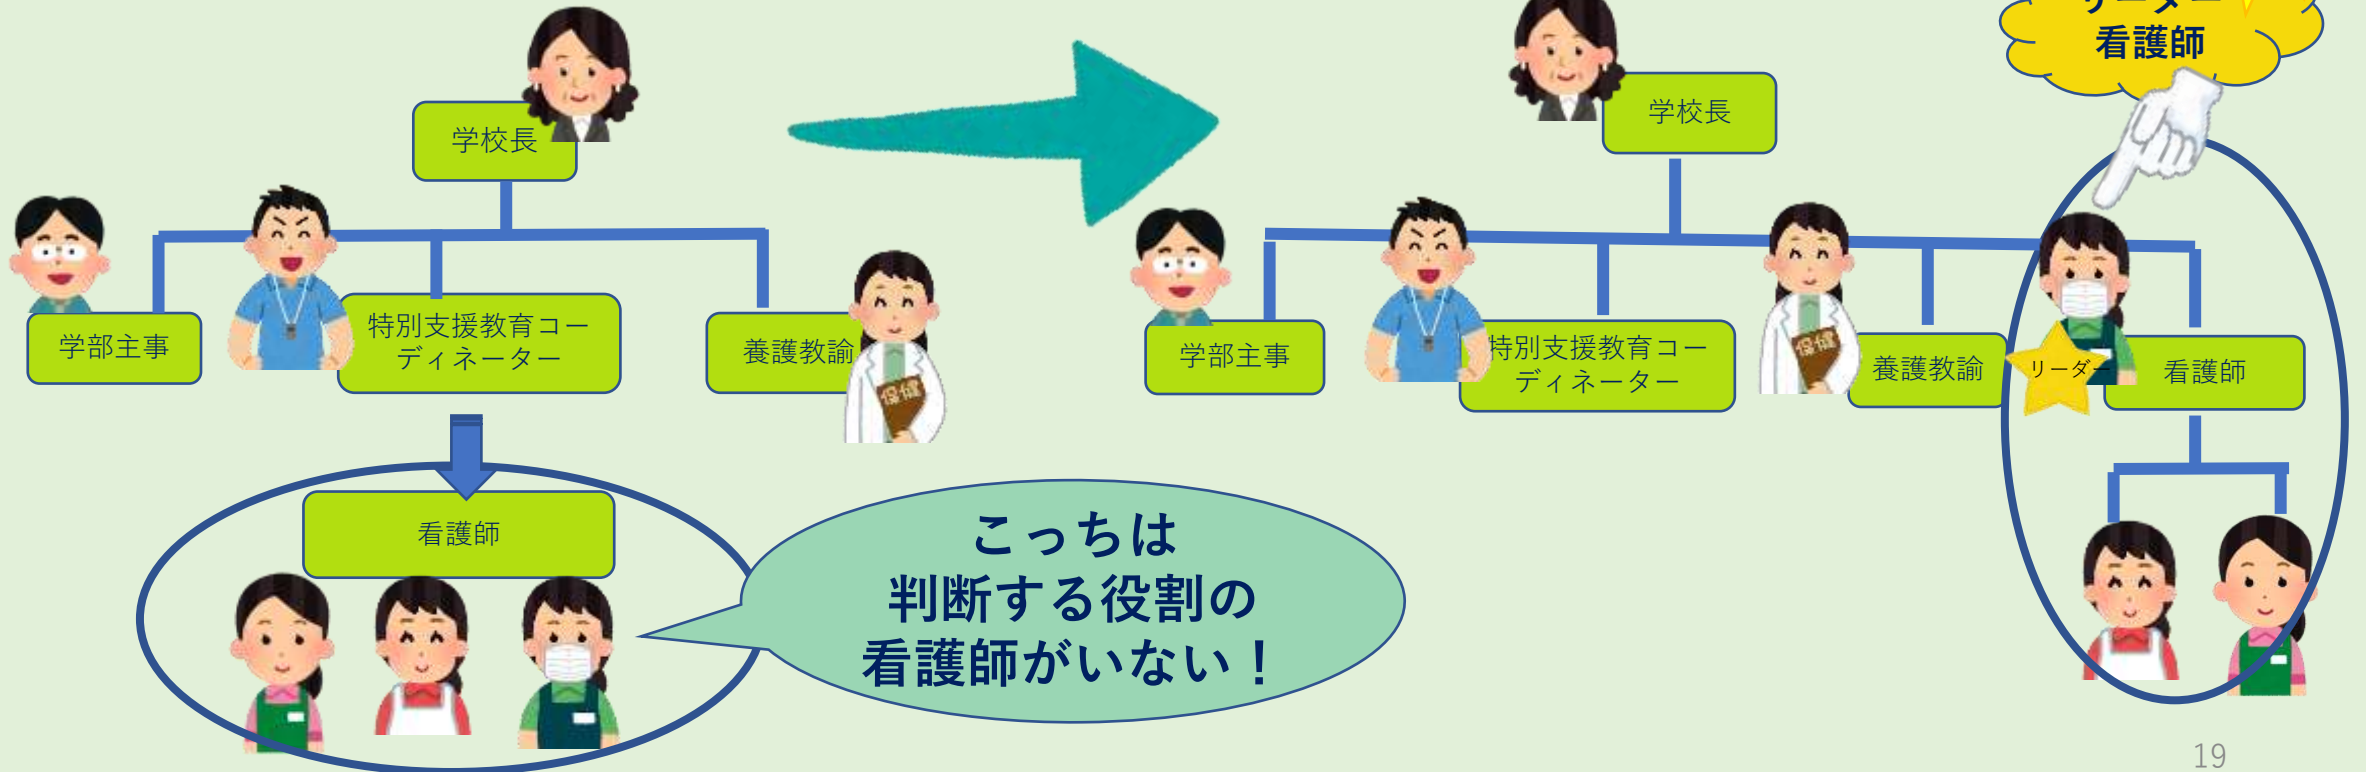 学校長
学部主事
特別支援教育コー
ディネーター
養護教諭
保健
看護師
こっちは
判断する役割の
看護師がいない！
リーダー
看護師
学校長
学部主事
特別支援教育コー
ディネーター
保健
養護教諭
リーダー
看護師
19